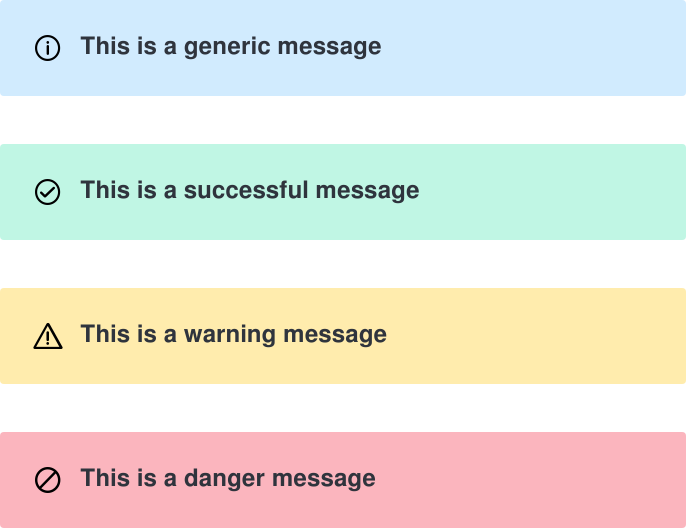 This is a generic message
This is a successful message
This is a warning message
This is a danger message